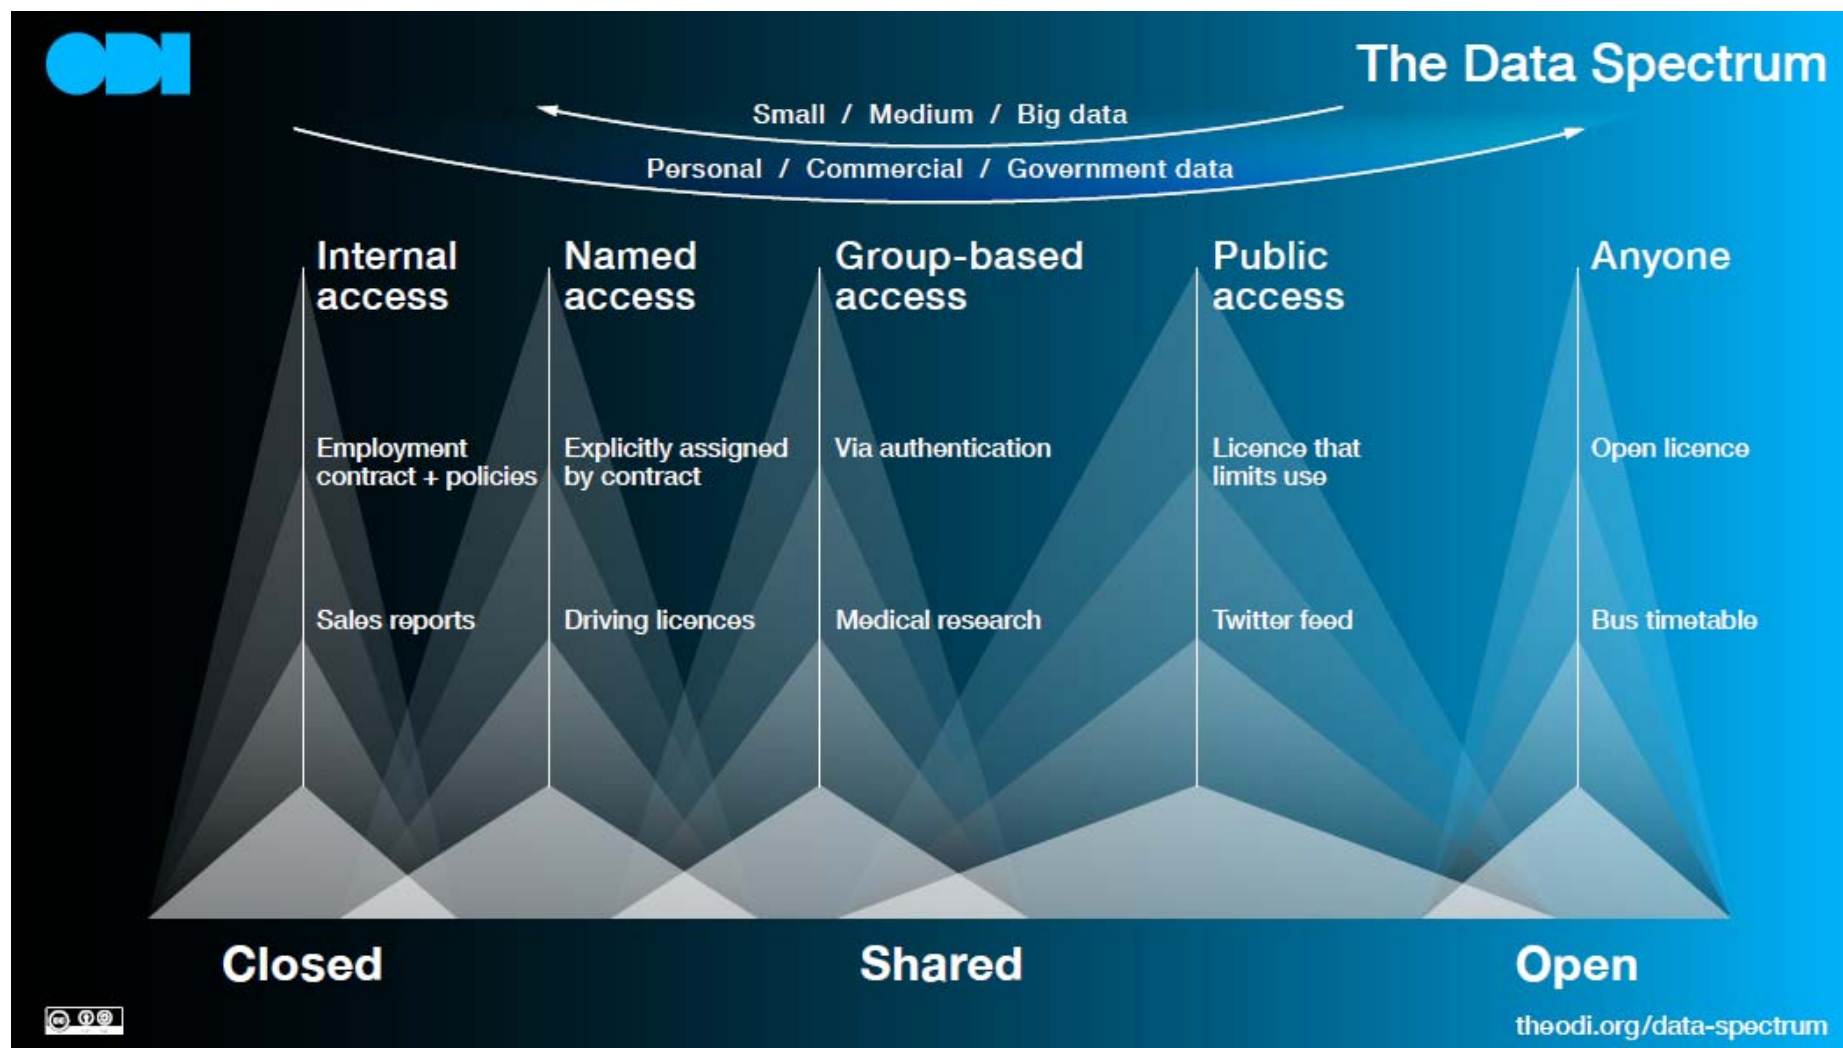 ODI
The Data Spectrum
Small / Medium / Big data
Personal / Commercial / Government data
Internal
access
Named
access
Group-based
access
Public
access
Anyone
Employment
contract + policies
Explicitly assigned
by contract
Via authentication
Licence that
limits use
Open licence
Sales reports
Driving licences
Medical research
Twitter feed
Bus timetable
Closed
Shared
Open
cc
theodi.org/data-spectrum